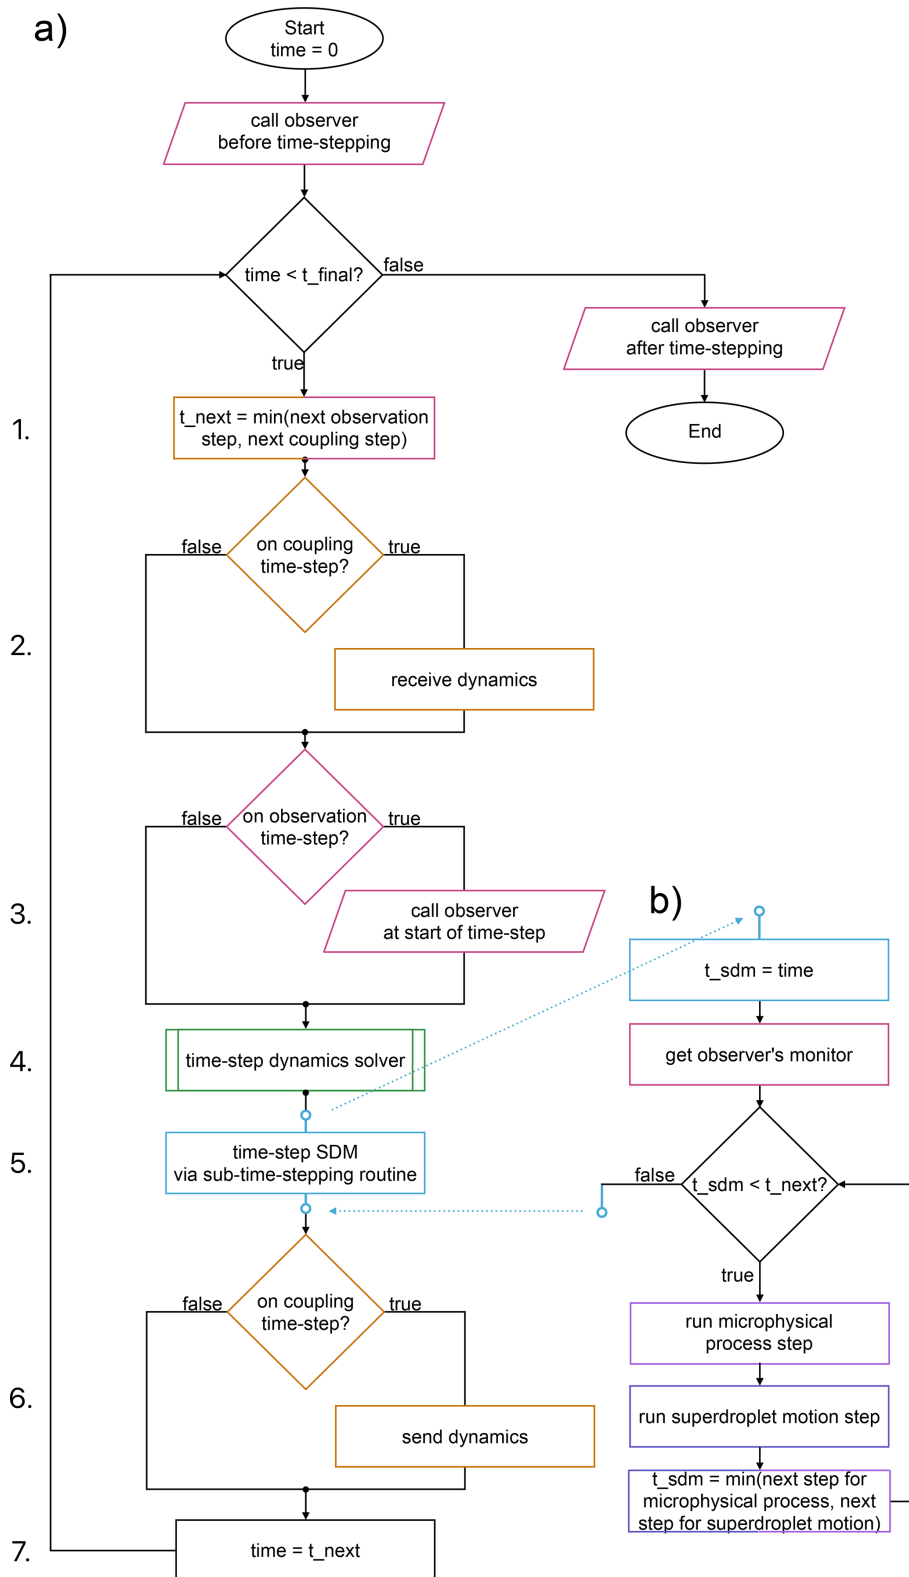 a)
Start
time = 0
call observer
before time-stepping
time < t_final?
false
true
call observer
after time-stepping
End
1.
t_next = min(next observation
step, next coupling step)
false
on coupling
time-step?
true
2.
receive dynamics
false
on observation
time-step?
true
3.
call observer
at start of time-step
4.
time-step dynamics solver
5.
time-step SDM
via sub-time-stepping routine
false
on coupling
time-step?
true
6.
send dynamics
7.
time = t_next
b)
t_sdm = time
get observer's monitor
false
t_sdm < t_next?
true
run microphysical
process step
run superdroplet motion step
t_sdm = min(next step for
microphysical process, next
step for superdroplet motion)